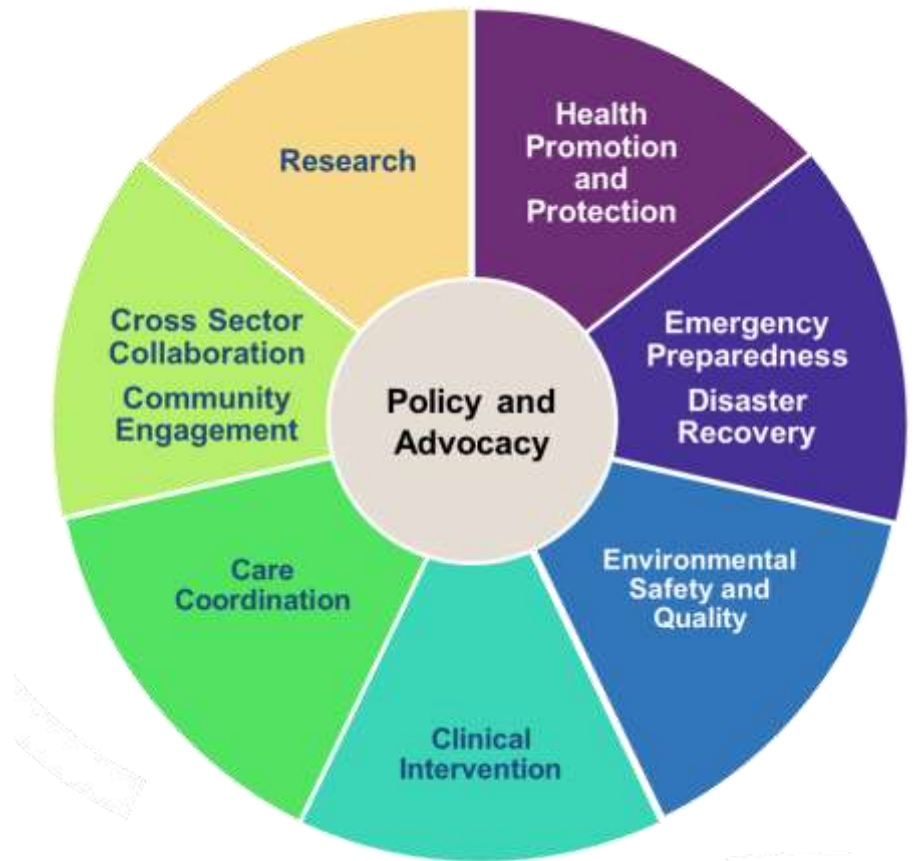 Research
Health
Promotion
and
Protection
Cross Sector
Collaboration
Community
Engagement
Policy and
Advocacy
Emergency
Preparedness
Disaster
Recovery
Care
Coordination
Environmental
Safety and
Quality
Clinical
Intervention